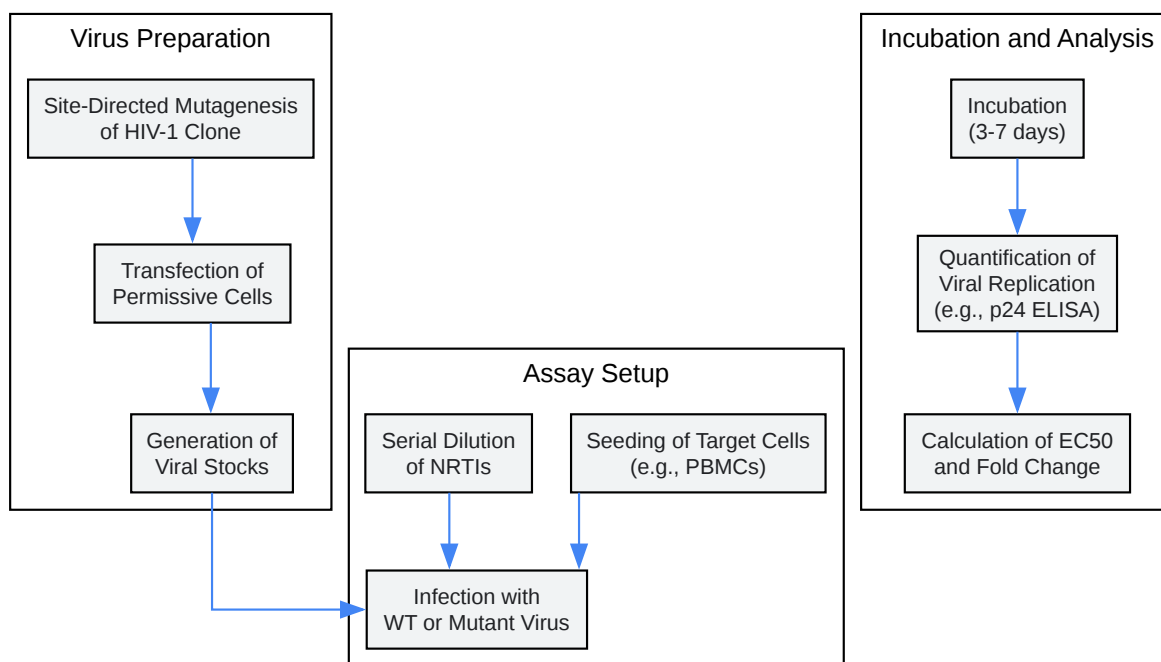 Virus Preparation
Site-Directed Mutagenesis
of HIV-1 Clone
Transfection of
Permissive Cells
Generation of
Viral Stocks
Assay Setup
Serial Dilution
of NRTIs
Seeding of Target Cells
(e.g., PBMCs)
Infection with
WT or Mutant Virus
Incubation and Analysis
Incubation
(3-7 days)
Quantification of
Viral Replication
(e.g., p24 ELISA)
Calculation of EC50
and Fold Change